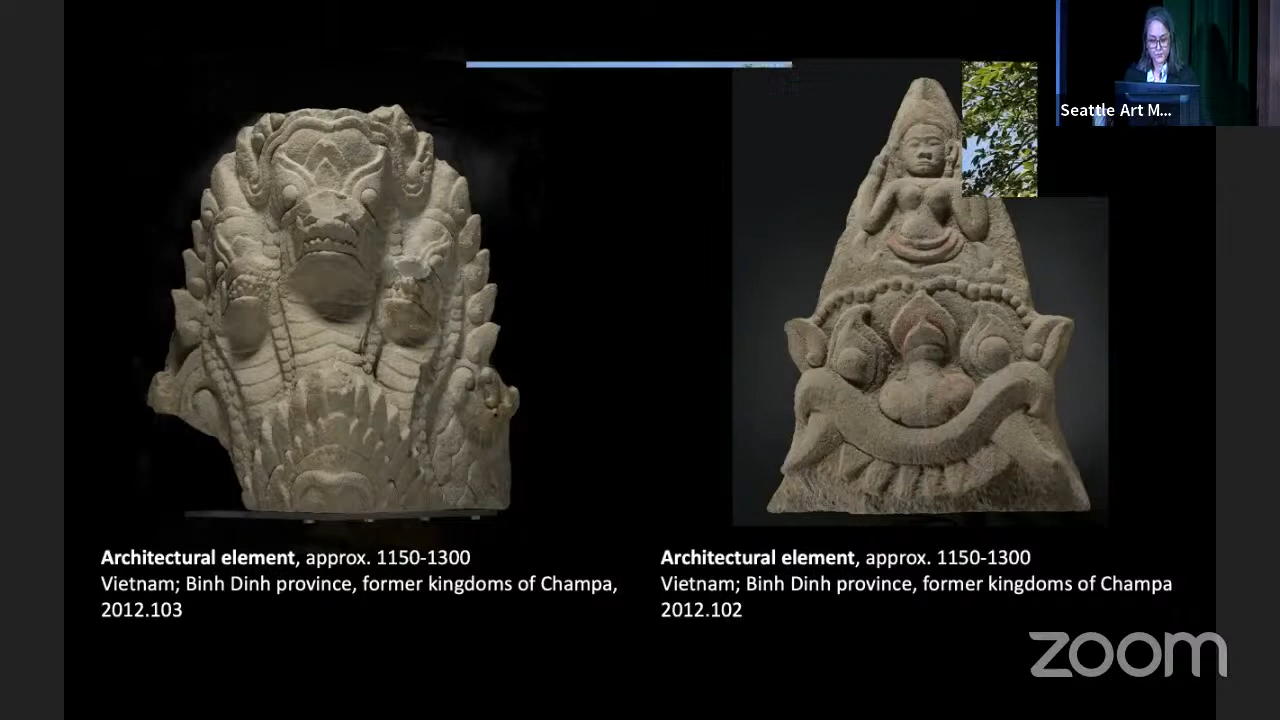 Seattle Art M...
Architectural element, approx. 1150-1300
Vietnam; Binh Dinh province, former kingdoms of Champa,
2012.103
Architectural element, approx. 1150-1300
Vietnam; Binh Dinh province, former kingdoms of Champa
2012.102
zoom